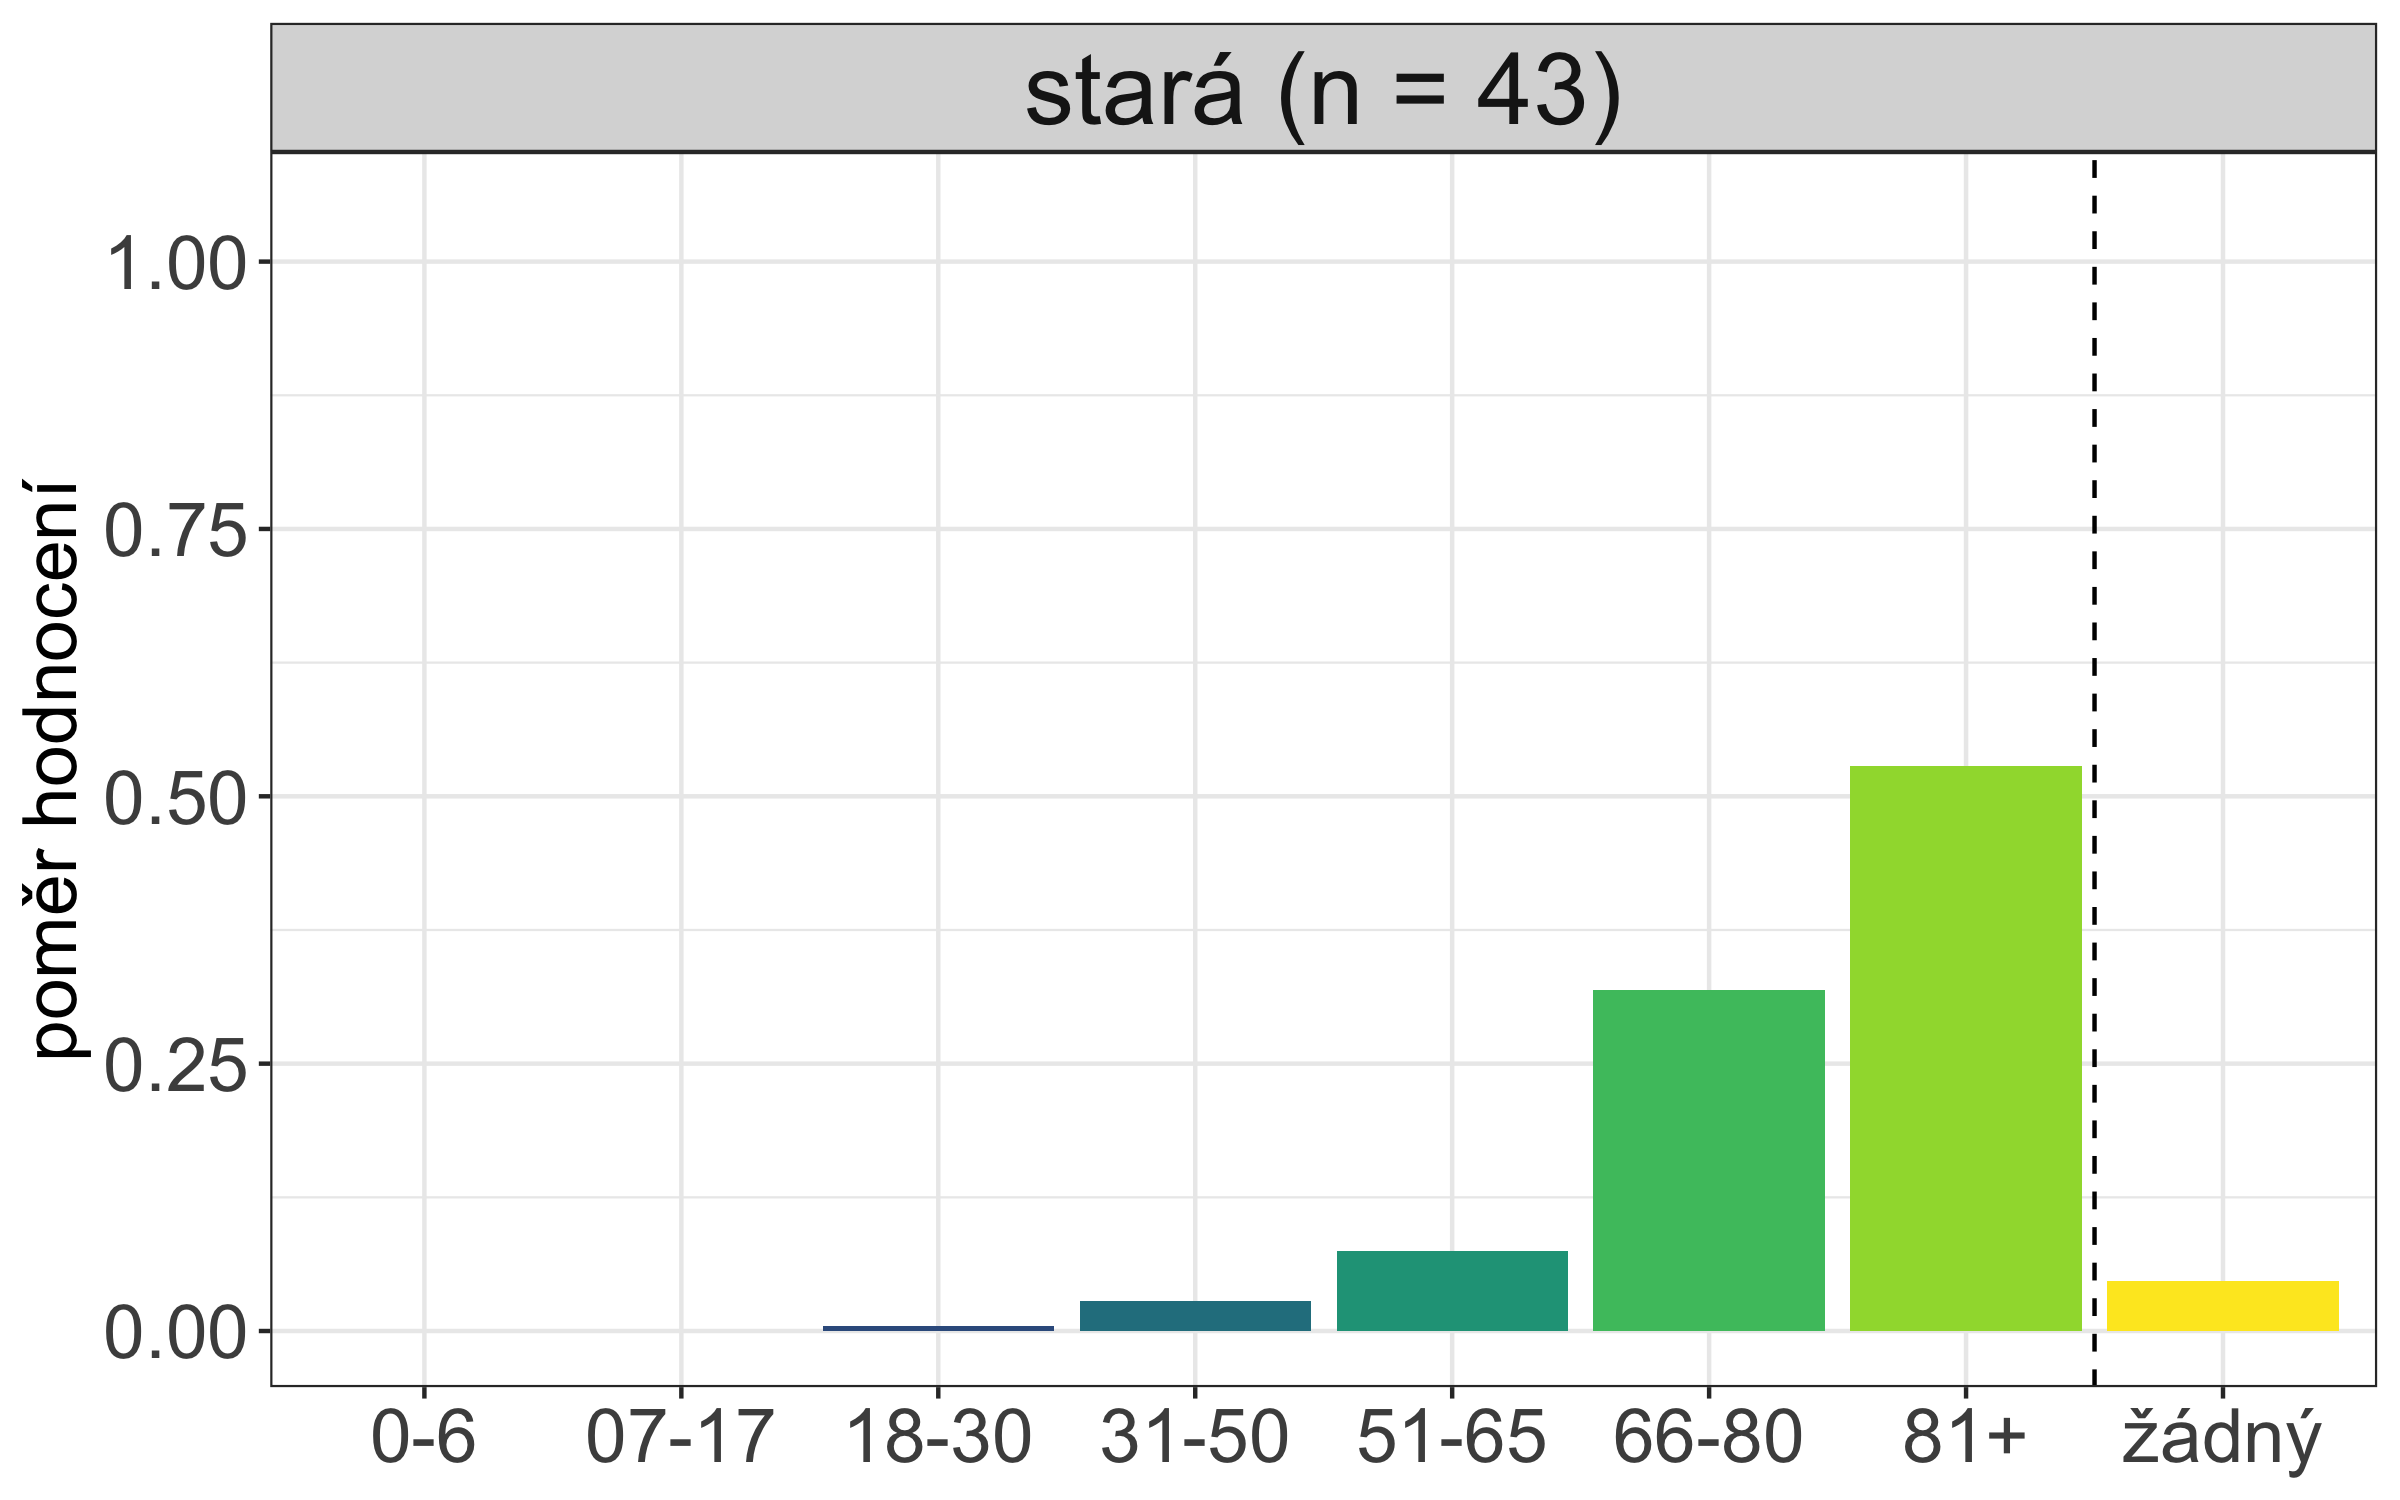 stará (n = 43)
poměr hodnocení
1.00
0.75
0.50
0.25
0.00
0-6 07-17 18-30 31-50 51-65 66-80 81+ žádný